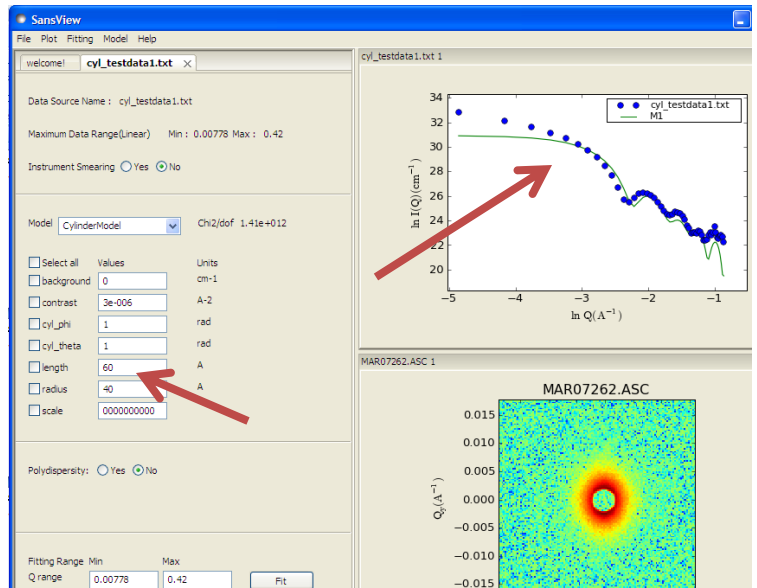 SansView
File Plot Fitting Model Help
welcome! cyl_testdata1.txt ×
Data Source Name : cyl_testdata1.txt
Maximum Data Range(Linear) Min : 0.00778 Max : 0.42
Instrument Smearing Yes No
Model CylinderModel Chi2/dof 1.41e+012
Select all Values Units
background 0 cm-1
contrast 3e-006 A-2
cyl_phi 1 rad
cyl_theta 1 rad
length 60 A
radius 40 A
scale 0000000000
Polydispersity: Yes No
Fitting Range Min Max
Q range 0.00778 0.42 Fit
cyl_testdata1.txt 1
34
32
30
28
26
24
22
20
ln I(Q)(cm⁻¹)
cyl_testdata1.txt
M1
−5 −4 −3 −2 −1
ln Q(A⁻¹)
MAR07262.ASC 1
MAR07262.ASC
0.015
0.010
0.005
0.000
−0.005
−0.010
−0.015
Qy(A⁻¹)